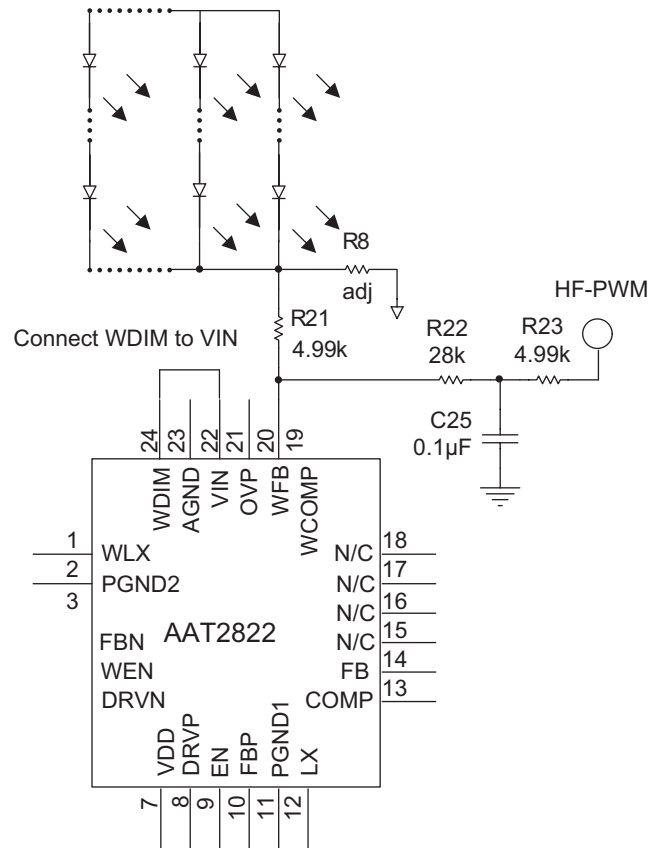 R8
adj
HF-PWM
R21
4.99k
R22
28k
R23
4.99k
Connect WDIM to VIN
C25
0.1µF
24
23
22
21
20
19
WDIM
AGND
VIN
OVP
WFB
WCOMP
1
WLX
2
PGND2
3
FBN
WEN
DRVN
AAT2822
N/C
18
N/C
17
N/C
16
N/C
15
FB
14
COMP
13
VDD
DRVP
EN
FBP
PGND1
LX
7
8
9
10
11
12